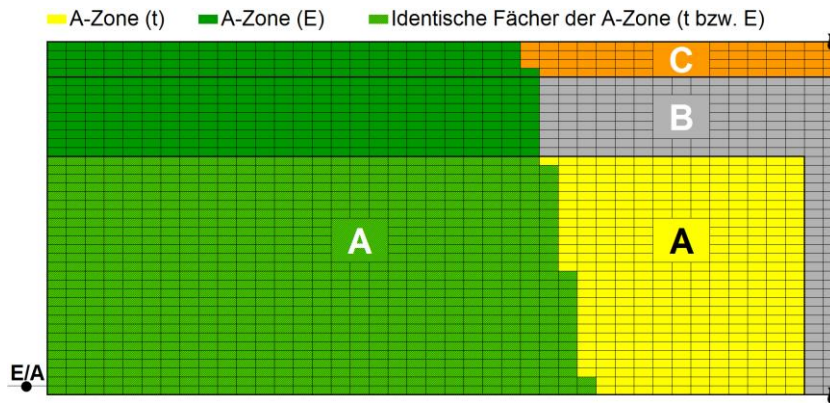 A-Zone (t) A-Zone (E) Identische Fächer der A-Zone (t bzw. E)
C
B
A A
E/A